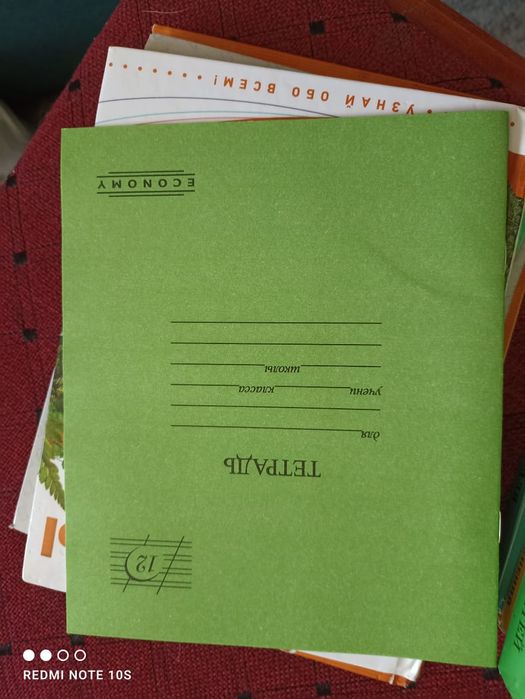 УЗНАЙ ОБО ВСЕМ!
ТЕТРАДЬ
для
учени класса
школы
12
ECONOMY
REDMI NOTE 10S